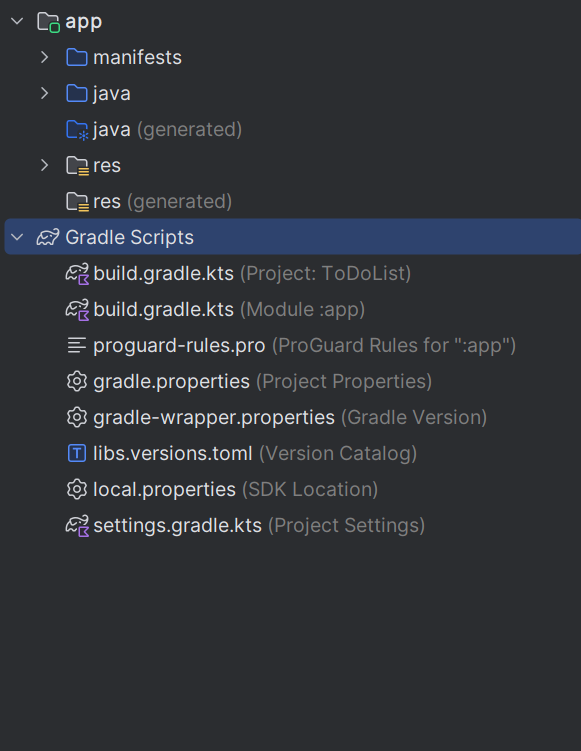 app
manifests
java
java (generated)
res
res (generated)
Gradle Scripts
build.gradle.kts (Project: ToDoList)
build.gradle.kts (Module :app)
proguard-rules.pro (ProGuard Rules for ":app")
gradle.properties (Project Properties)
gradle-wrapper.properties (Gradle Version)
T libs.versions.toml (Version Catalog)
local.properties (SDK Location)
settings.gradle.kts (Project Settings)